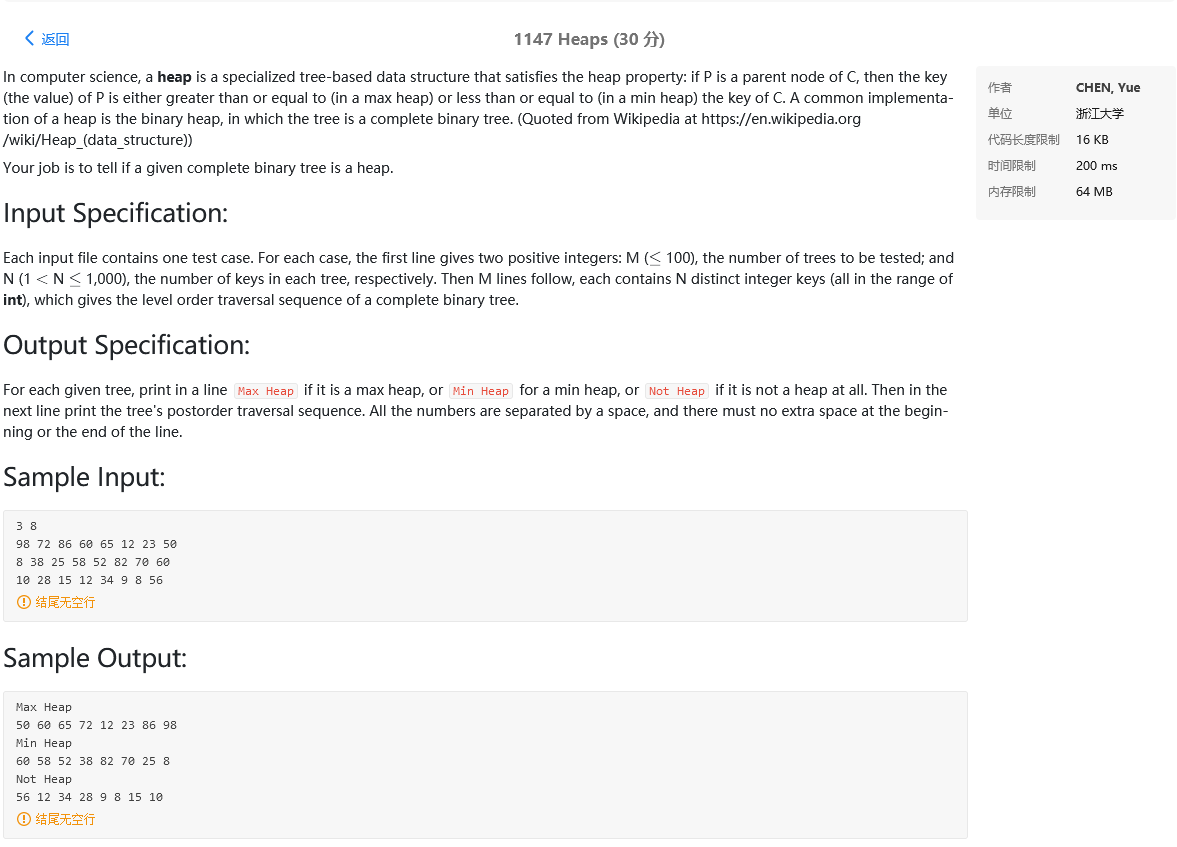 返回
1147 Heaps (30 分)
In computer science, a heap is a specialized tree-based data structure that satisfies the heap property: if P is a parent node of C, then the key
(the value) of P is either greater than or equal to (in a max heap) or less than or equal to (in a min heap) the key of C. A common implementa-
tion of a heap is the binary heap, in which the tree is a complete binary tree. (Quoted from Wikipedia at https://en.wikipedia.org
/wiki/Heap_(data_structure))
Your job is to tell if a given complete binary tree is a heap.
作者 CHEN, Yue
单位 浙江大学
代码长度限制 16 KB
时间限制 200 ms
内存限制 64 MB
Input Specification:
Each input file contains one test case. For each case, the first line gives two positive integers: M (≤ 100), the number of trees to be tested; and
N (1 < N ≤ 1,000), the number of keys in each tree, respectively. Then M lines follow, each contains N distinct integer keys (all in the range of
int), which gives the level order traversal sequence of a complete binary tree.
Output Specification:
For each given tree, print in a line Max Heap if it is a max heap, or Min Heap for a min heap, or Not Heap if it is not a heap at all. Then in the
next line print the tree's postorder traversal sequence. All the numbers are separated by a space, and there must no extra space at the begin-
ning or the end of the line.
Sample Input:
3 8
98 72 86 60 65 12 23 50
8 38 25 58 52 82 70 60
10 28 15 12 34 9 8 56
结尾无空行
Sample Output:
Max Heap
50 60 65 72 12 23 86 98
Min Heap
60 58 52 38 82 70 25 8
Not Heap
56 12 34 28 9 8 15 10
结尾无空行